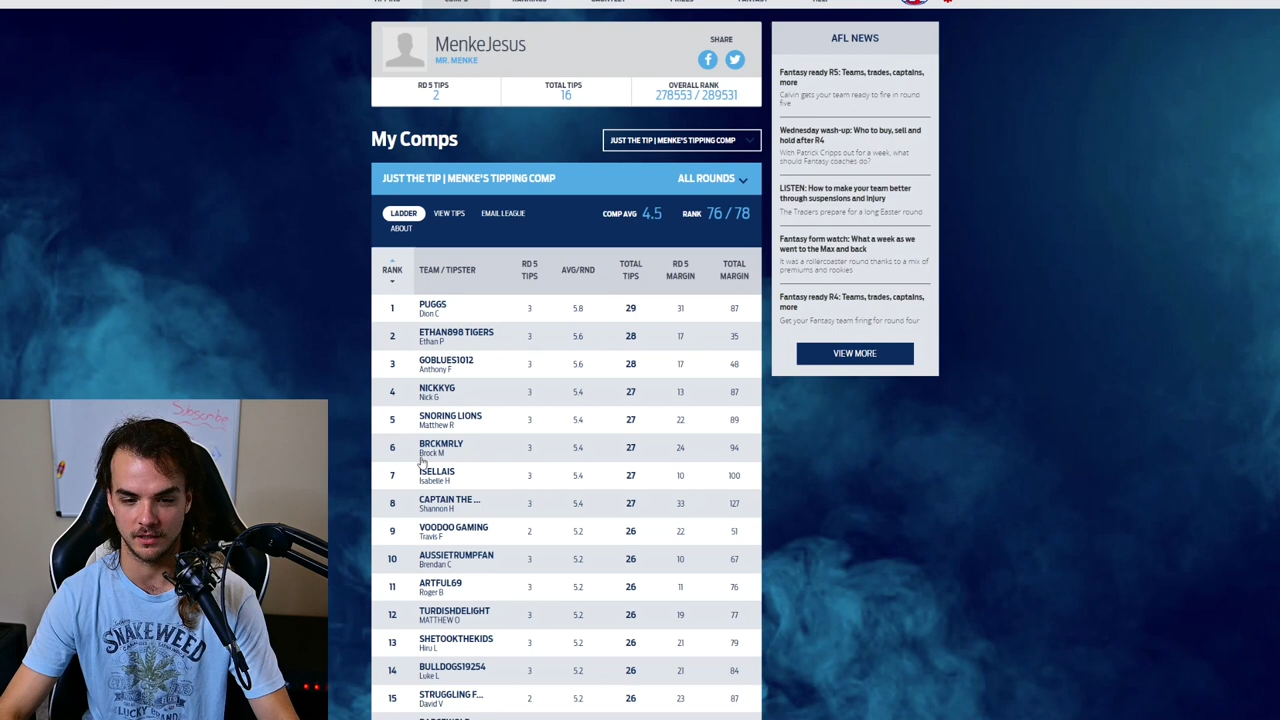 TIPPING COMPS RANKINGS GAUNTLET PRIZES FANTASY HELP
MenkeJesus
MR. MENKE
SHARE
RD 5 TIPS
2
TOTAL TIPS
16
OVERALL RANK
278553 / 289531
My Comps
JUST THE TIP | MENKE'S TIPPING COMP
JUST THE TIP | MENKE'S TIPPING COMP ALL ROUNDS
LADDER VIEW TIPS EMAIL LEAGUE COMP AVG 4.5 RANK 76 / 78
ABOUT
RANK TEAM / TIPSTER RD 5 TIPS AVG/RND TOTAL TIPS RD 5 MARGIN TOTAL MARGIN
1 PUGGS 3 5.8 29 31 87
Dion C
2 ETHAN898 TIGERS 3 5.6 28 17 35
Ethan P
3 GOBLUES1012 3 5.6 28 17 48
Anthony F
4 NICKKYG 3 5.4 27 13 87
Nick G
5 SNORING LIONS 3 5.4 27 22 89
Matthew R
6 BRCKMRLY 3 5.4 27 24 94
Brock M
7 ISELLAIS 3 5.4 27 10 100
Isabelle H
8 CAPTAIN THE ... 3 5.4 27 33 127
Shannon H
9 VOODOO GAMING 2 5.2 26 22 51
Travis F
10 AUSSIETRUMPFAN 3 5.2 26 10 67
Brendan C
11 ARTFUL69 3 5.2 26 11 76
Roger B
12 TURDISHDELIGHT 3 5.2 26 19 77
MATTHEW O
13 SHETOOKTHEKIDS 3 5.2 26 21 79
Hiru L
14 BULLDOGS19254 3 5.2 26 21 84
Luke L
15 STRUGGLING F... 2 5.2 26 23 87
David V
AFL NEWS
Fantasy ready R5: Teams, trades, captains,
more
Calvin gets your team ready to fire in round
five
Wednesday wash-up: Who to buy, sell and
hold after R4
With Patrick Cripps out for a week, what
should Fantasy coaches do?
LISTEN: How to make your team better
through suspensions and injury
The Traders prepare for a long Easter round
Fantasy form watch: What a week as we
went to the Max and back
It was a rollercoaster round thanks to a mix of
premiums and rookies
Fantasy ready R4: Teams, trades, captains,
more
Get your Fantasy team firing for round four
VIEW MORE
Subscribe
SNAKEWEED
LUCKY BRAND